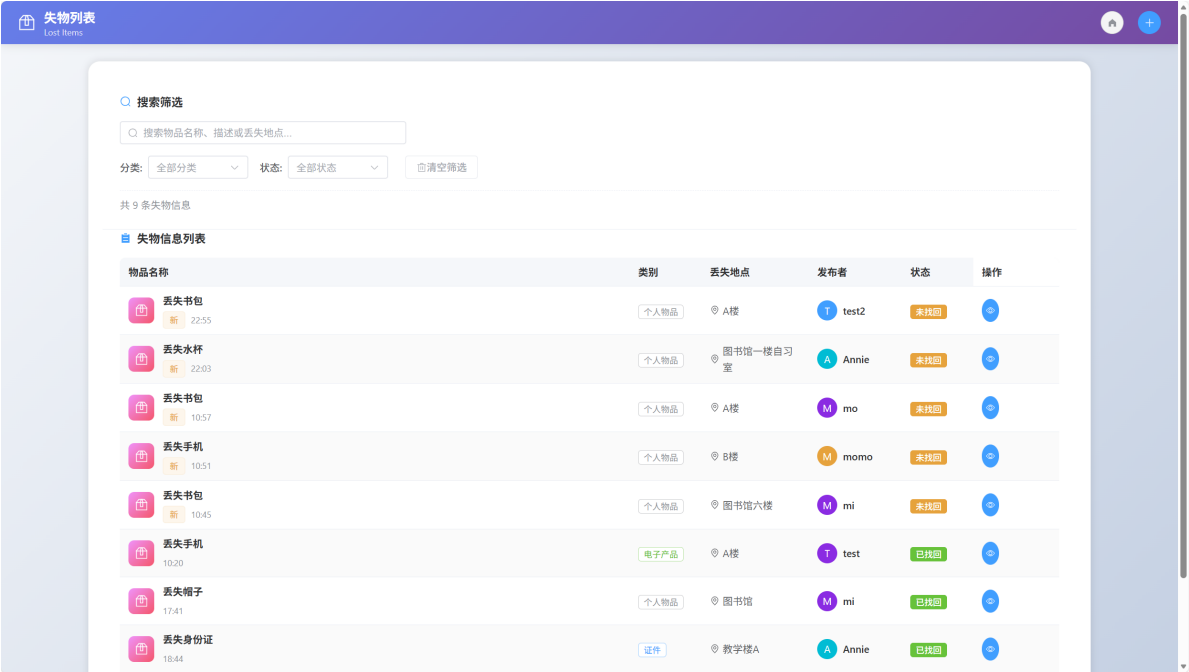 失物列表
Lost Items
搜索筛选
搜索物品名称、描述或丢失地点...
分类: 全部分类 状态: 全部状态 清空筛选
共 9 条失物信息
失物信息列表
物品名称 类别 丢失地点 发布者 状态 操作
丢失书包
新 22:55 个人物品 A楼 T test2 未找回
丢失水杯
新 22:03 个人物品 图书馆一楼自习室 A Annie 未找回
丢失书包
新 10:57 个人物品 A楼 M mo 未找回
丢失手机
新 10:51 个人物品 B楼 M momo 未找回
丢失书包
新 10:45 个人物品 图书馆六楼 M mi 未找回
丢失手机
10:20 电子产品 A楼 T test 已找回
丢失帽子
17:41 个人物品 图书馆 M mi 已找回
丢失身份证
18:44 证件 教学楼A A Annie 已找回